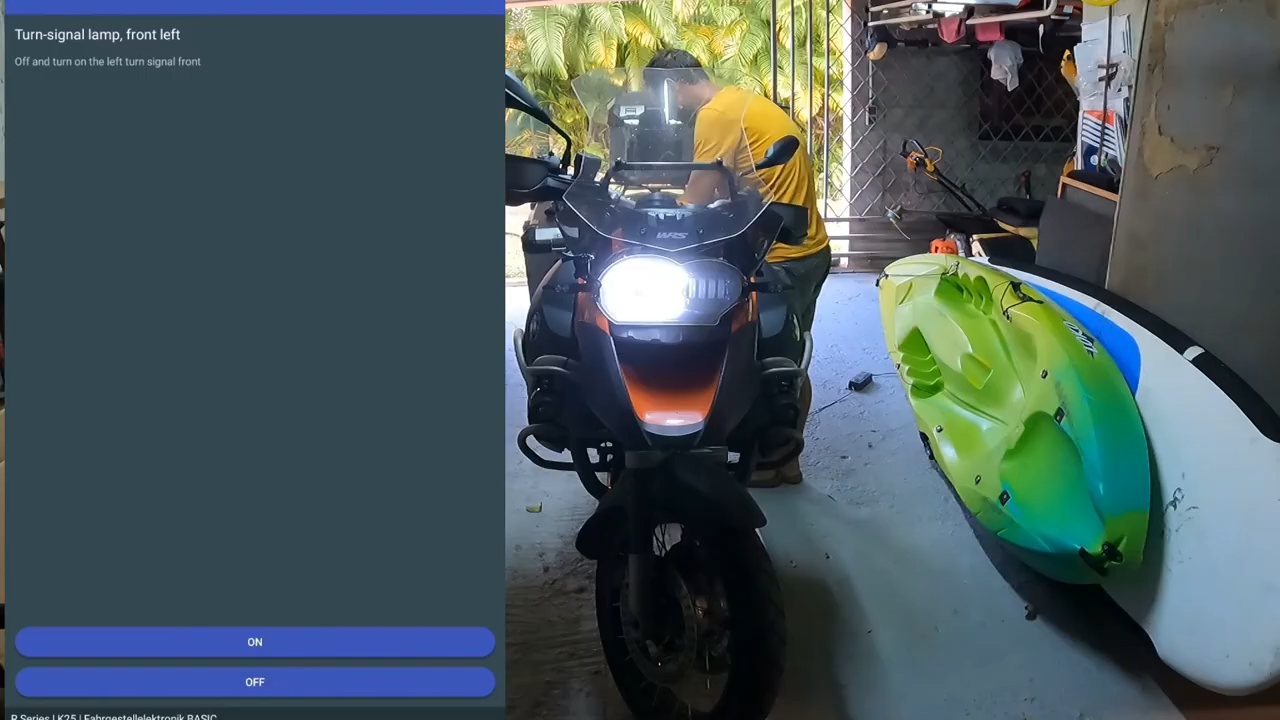 Turn-signal lamp, front left
Off and turn on the left turn signal front
ON
OFF
R Series | K25 | Fahrgestellelektronik BASIC
WRS